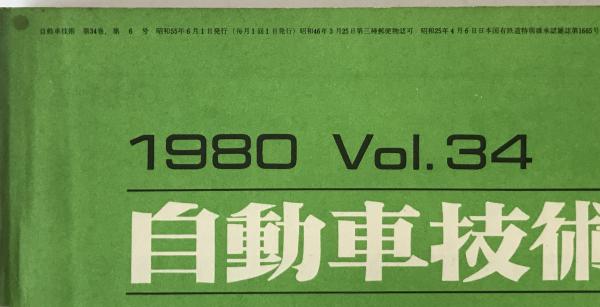 自動車技術 第34巻, 第 6 号 昭和55年6月1日発行 (毎月1回1日発行) 昭和46年3月25日第三種郵便物認可 昭和25年4月6日日本国有鉄道特別扱承認雑誌第1665号
1980 Vol.34
自動車技術